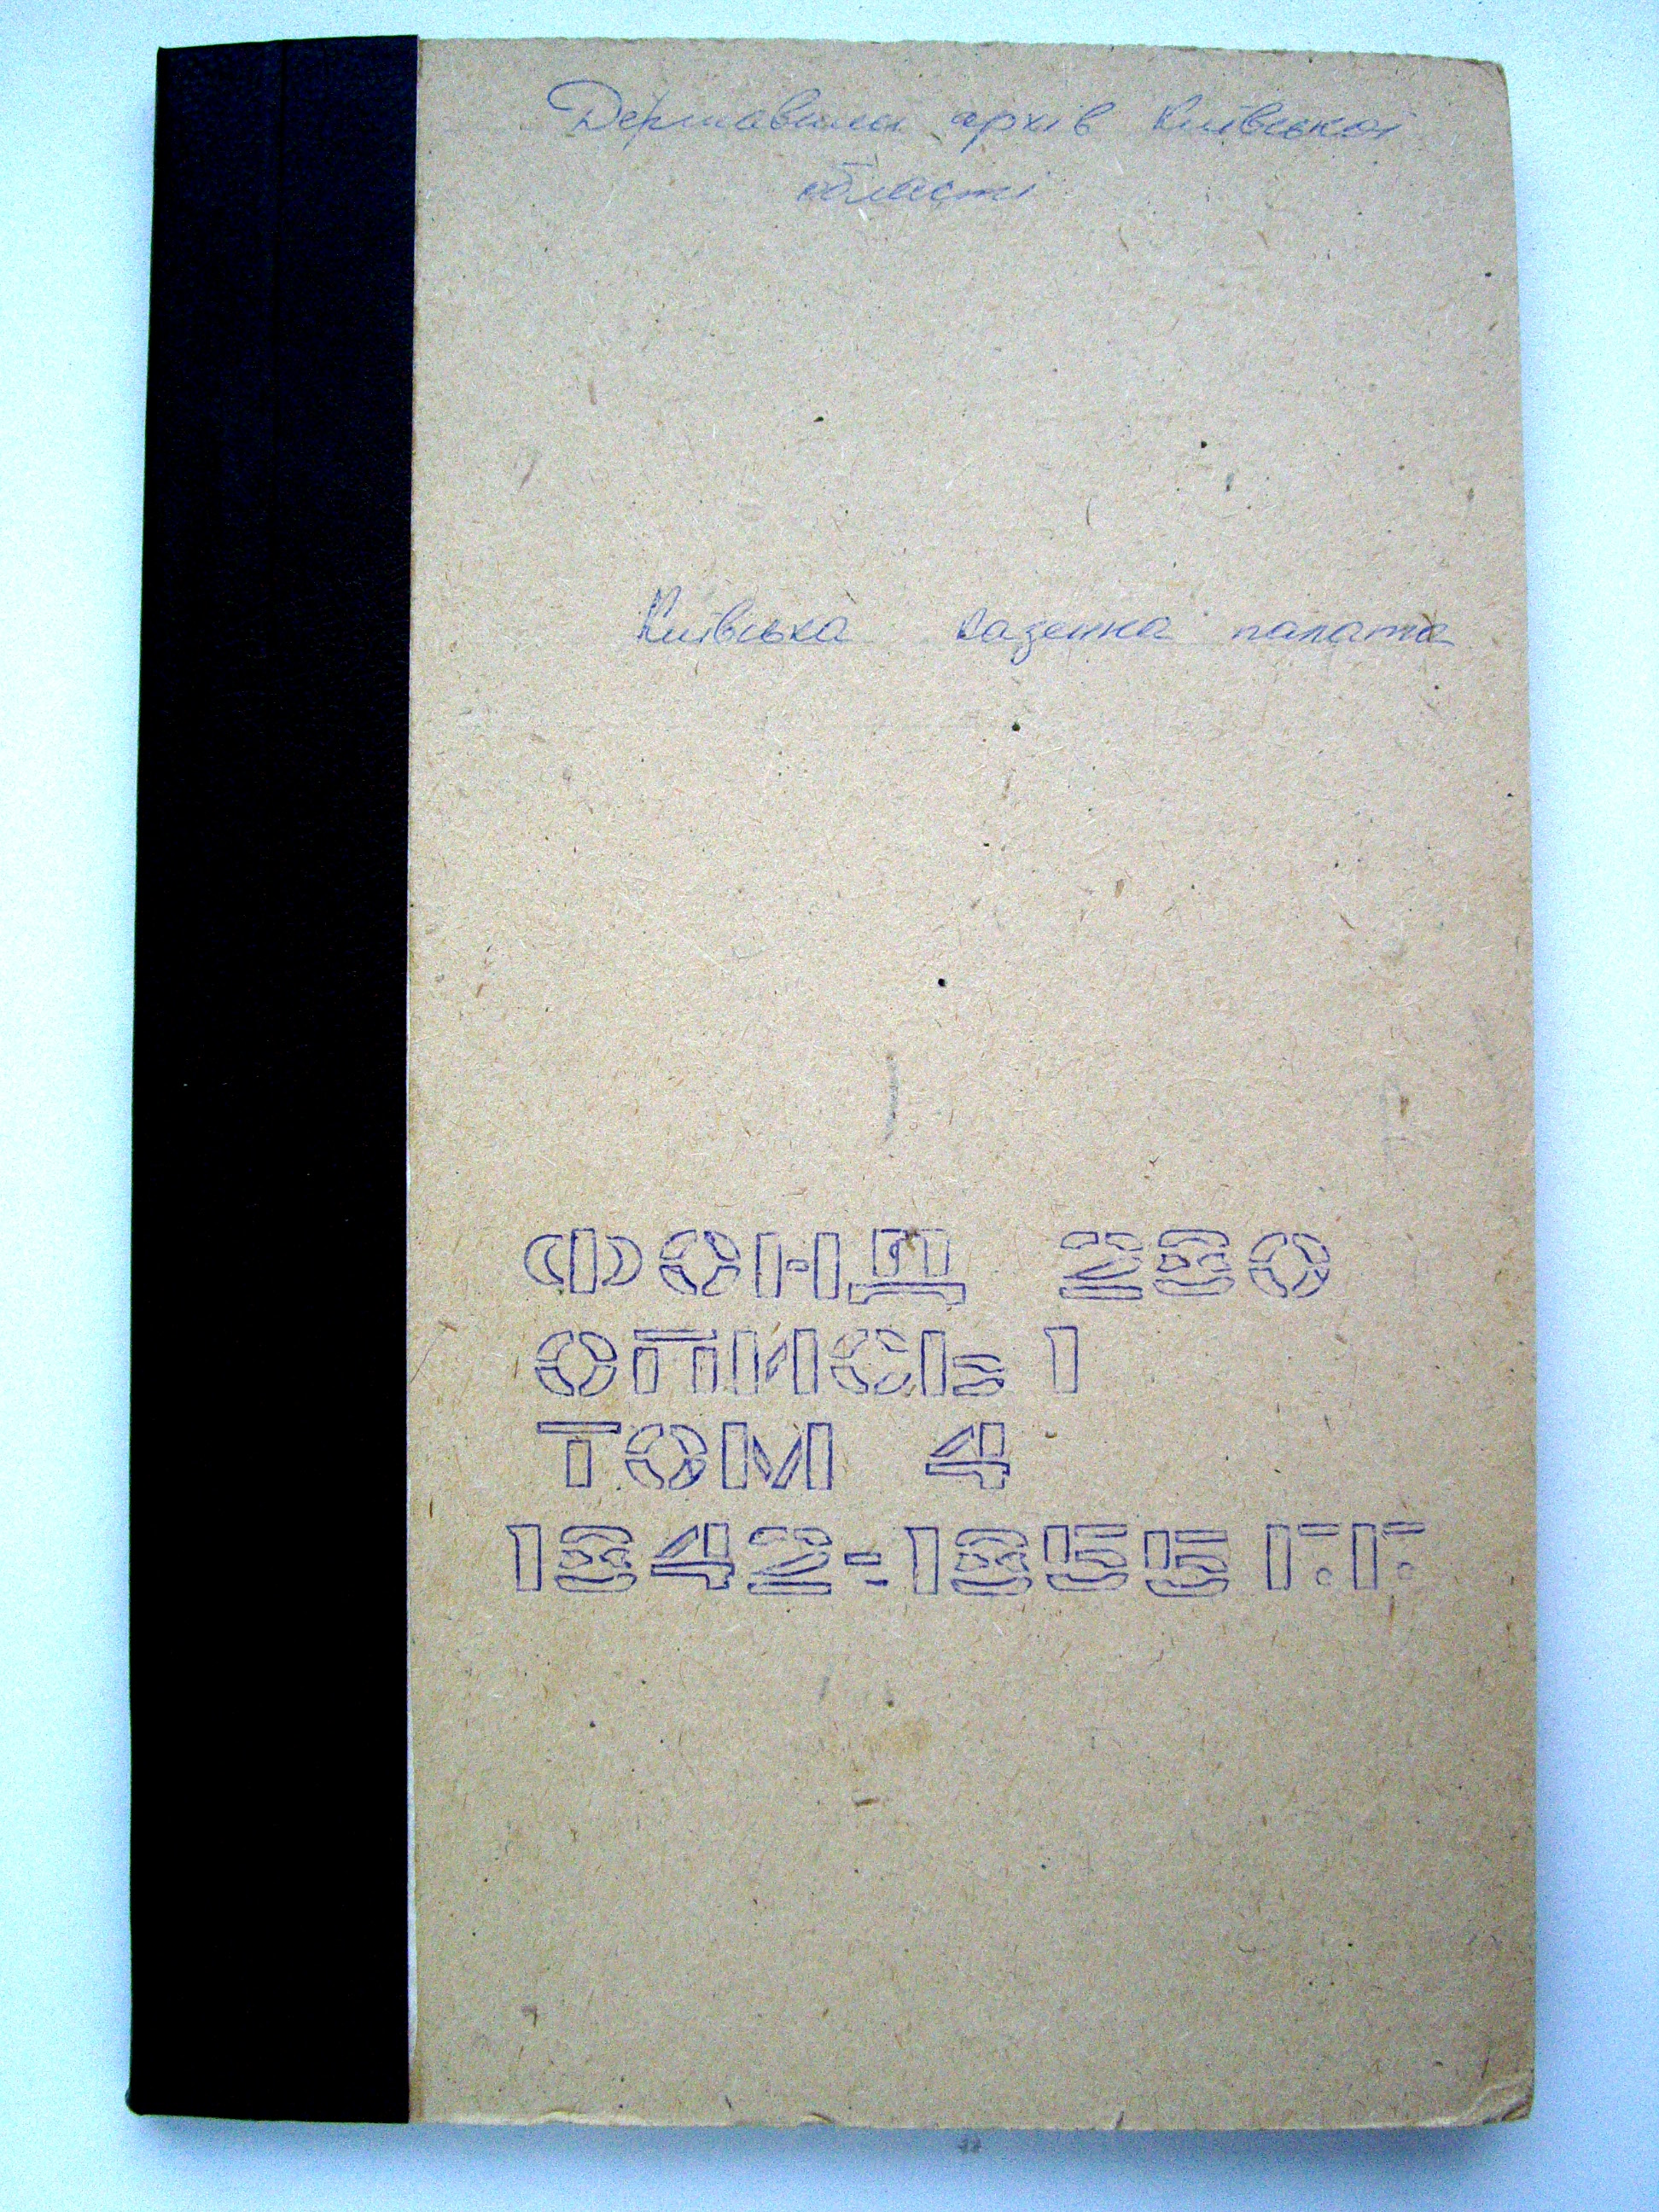 Державний архів Київської
області
Київська казенна палата
ФОНД 280
ОПИСЬ 1
ТОМ 4
1842-1855 Г.Г.